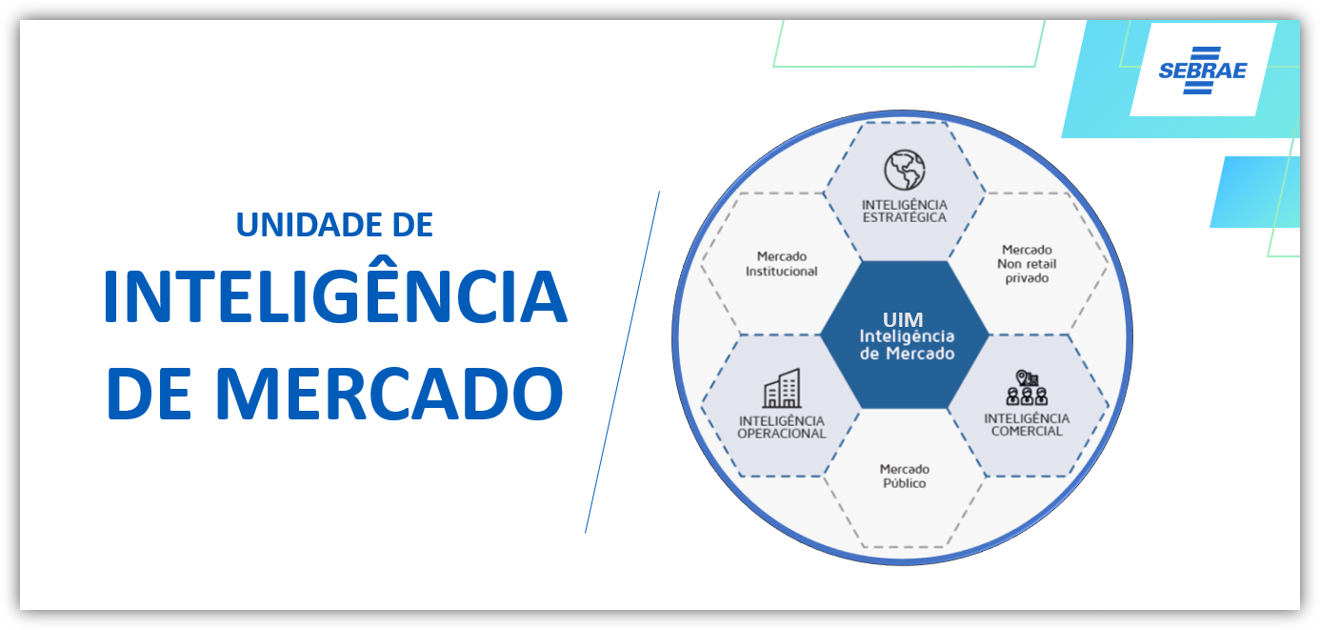 SEBRAE
UNIDADE DE
INTELIGÊNCIA
DE MERCADO
INTELIGÊNCIA
ESTRATÉGICA
Mercado
Institucional
Mercado
Non retail
privado
UIM
Inteligência
de Mercado
INTELIGÊNCIA
OPERACIONAL
INTELIGÊNCIA
COMERCIAL
Mercado
Público